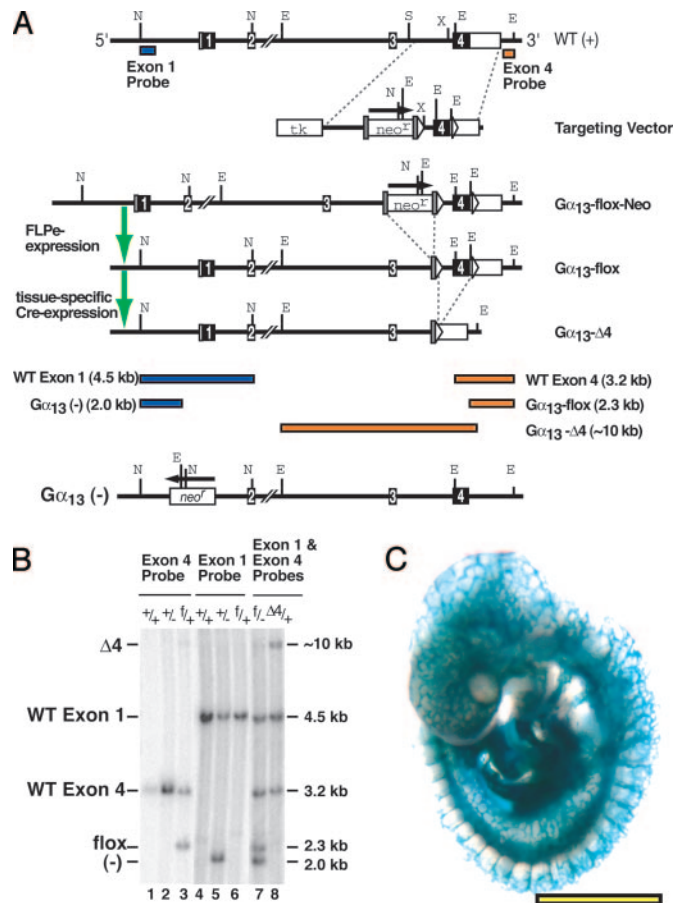 A
N N E S X E E
5' 1 2 3 4 3' WT (+)
Exon 1
Probe
Exon 4
Probe
N E X E E
tk neoʳ 4 Targeting Vector
N N E N E E E E
1 2 3 neoʳ 4 Gα₁₃-flox-Neo
FLPe-
expression
N N E E E E
1 2 3 4 Gα₁₃-flox
tissue-specific
Cre-expression
N N E E
1 2 3 Gα₁₃-Δ4
WT Exon 1 (4.5 kb) WT Exon 4 (3.2 kb)
Gα₁₃ (-) (2.0 kb) Gα₁₃-flox (2.3 kb)
Gα₁₃ -Δ4 (~10 kb)
N E N N E E E
Gα₁₃ (-) neoʳ 2 3 4
B
Exon 4
Probe
Exon 1
Probe
Exon 1 &
Exon 4
Probes
+/+ +/- f/+ +/+ +/- f/+ f/- Δ4/+
Δ4 ~10 kb
WT Exon 1 4.5 kb
WT Exon 4 3.2 kb
flox 2.3 kb
(-) 2.0 kb
1 2 3 4 5 6 7 8
C